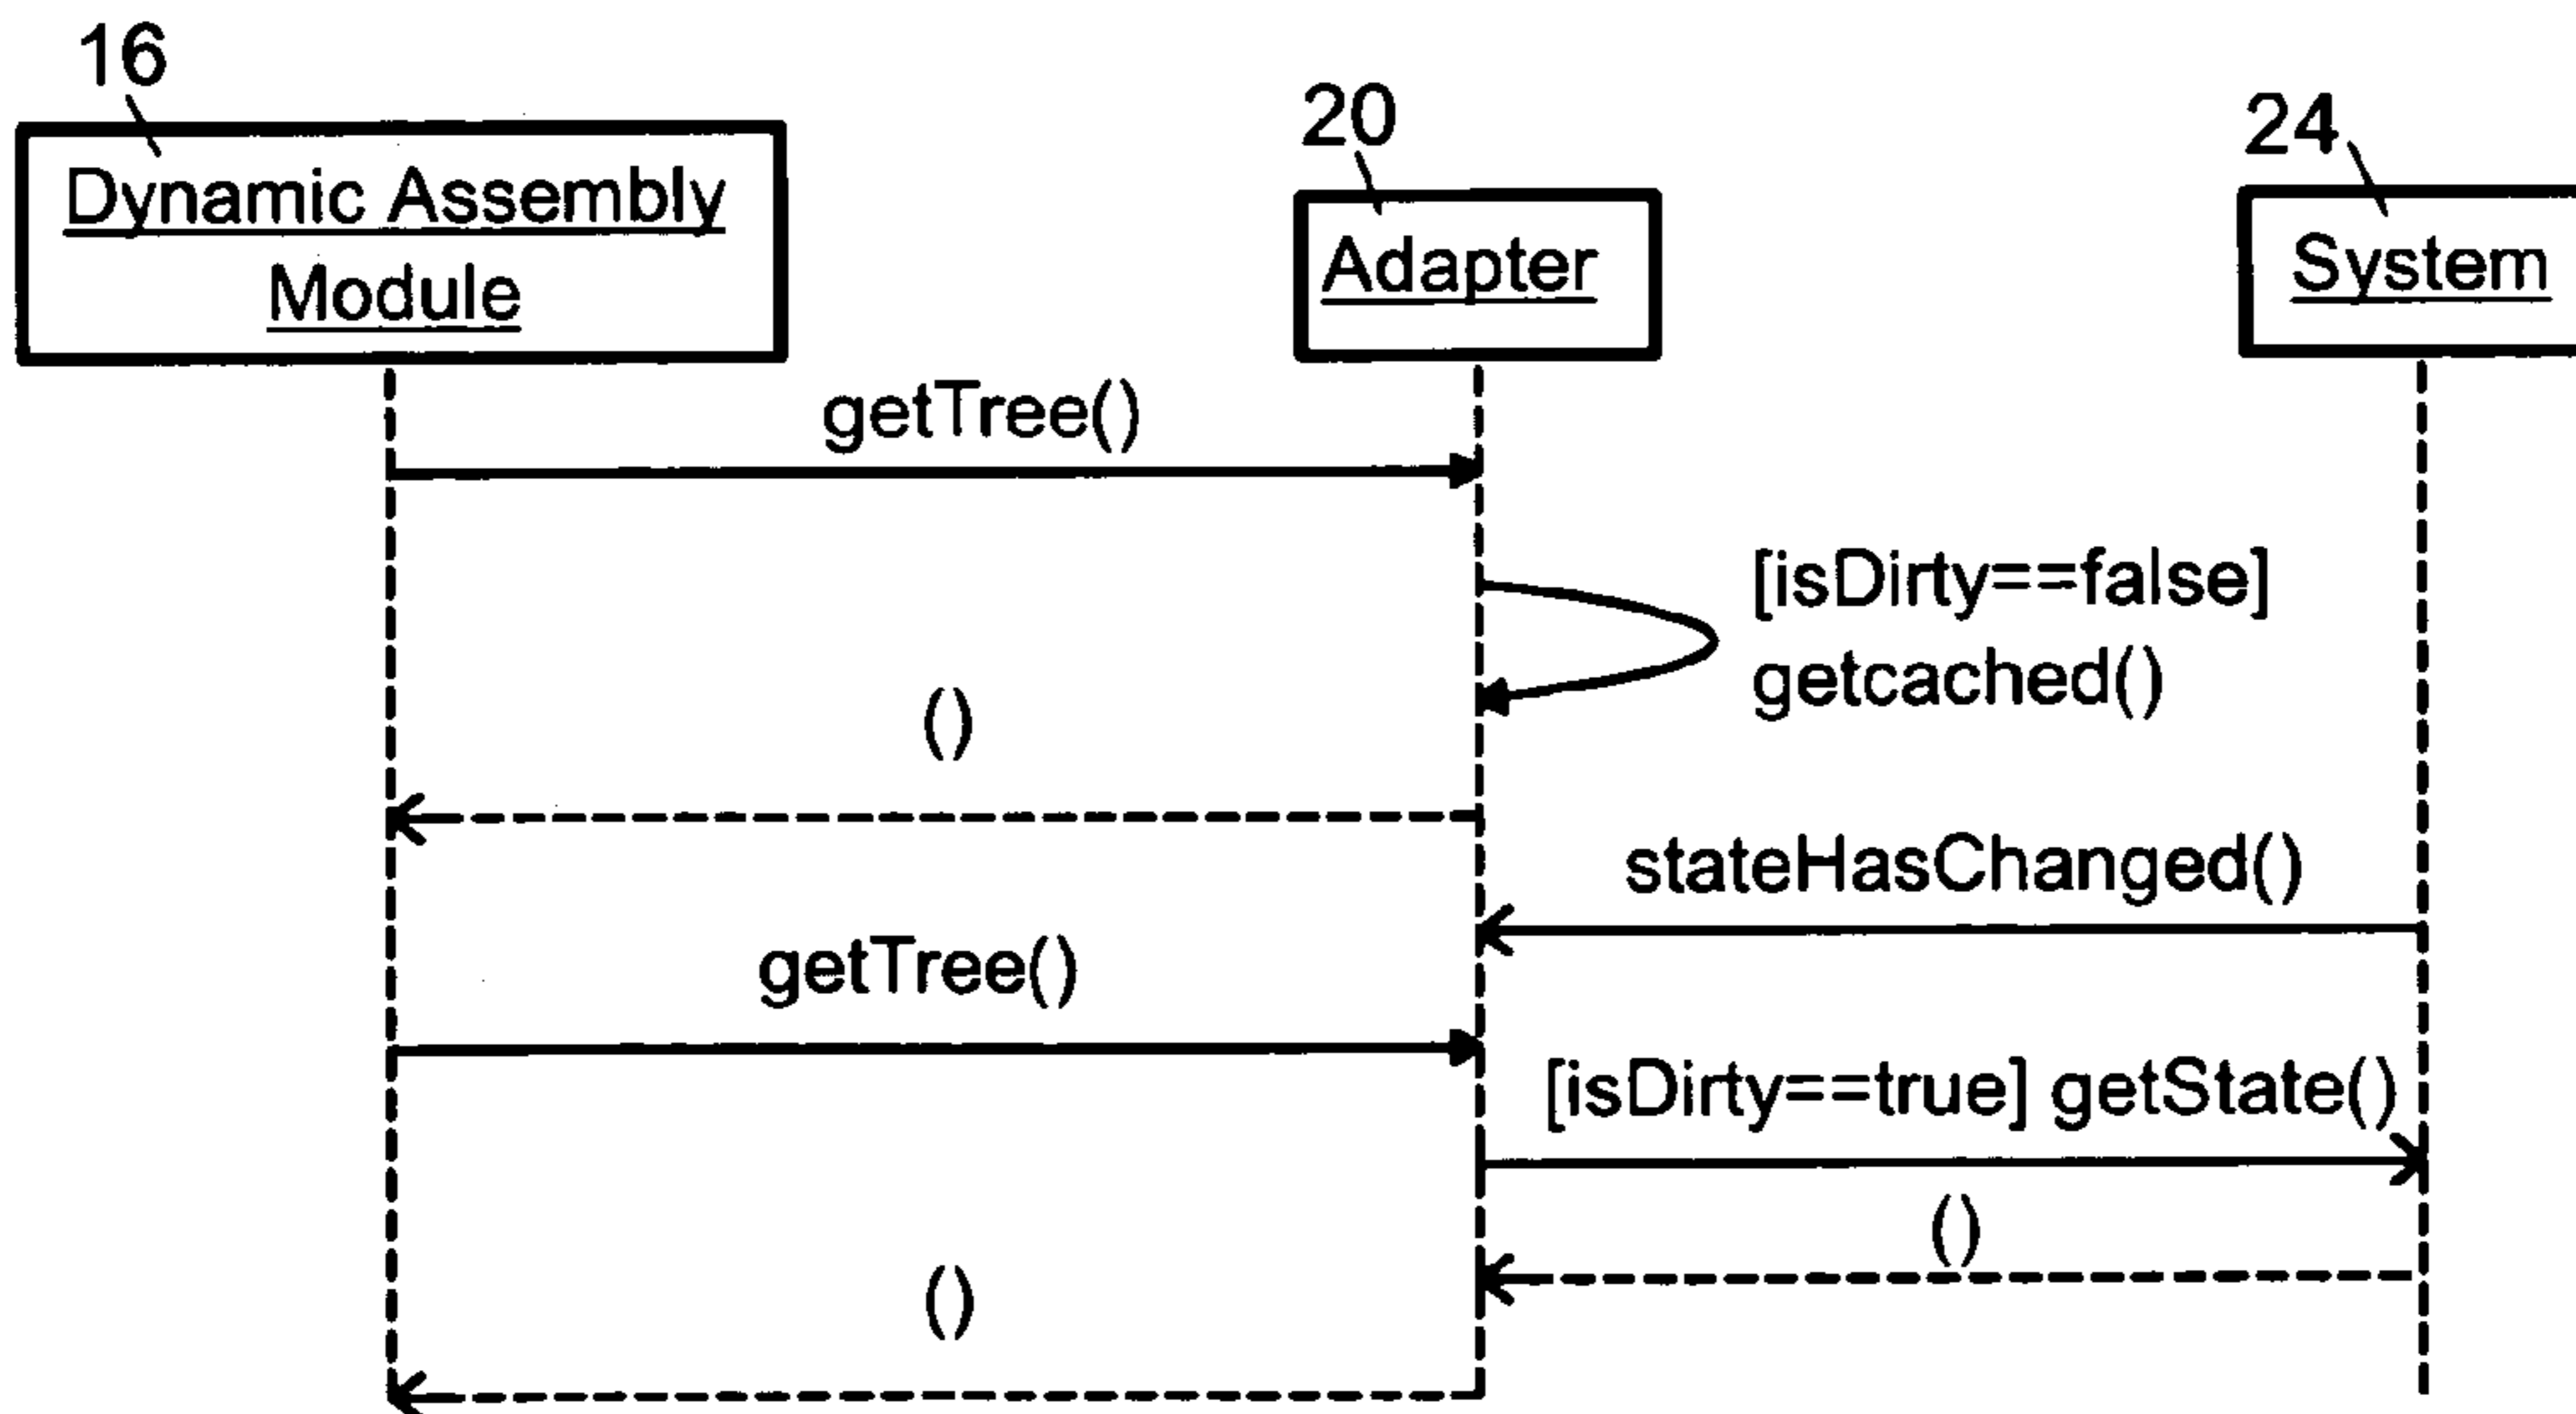 16
20
24
Dynamic Assembly
Module
Adapter
System
getTree()
[isDirty==false]
getcached()
()
stateHasChanged()
getTree()
[isDirty==true] getState()
()
()